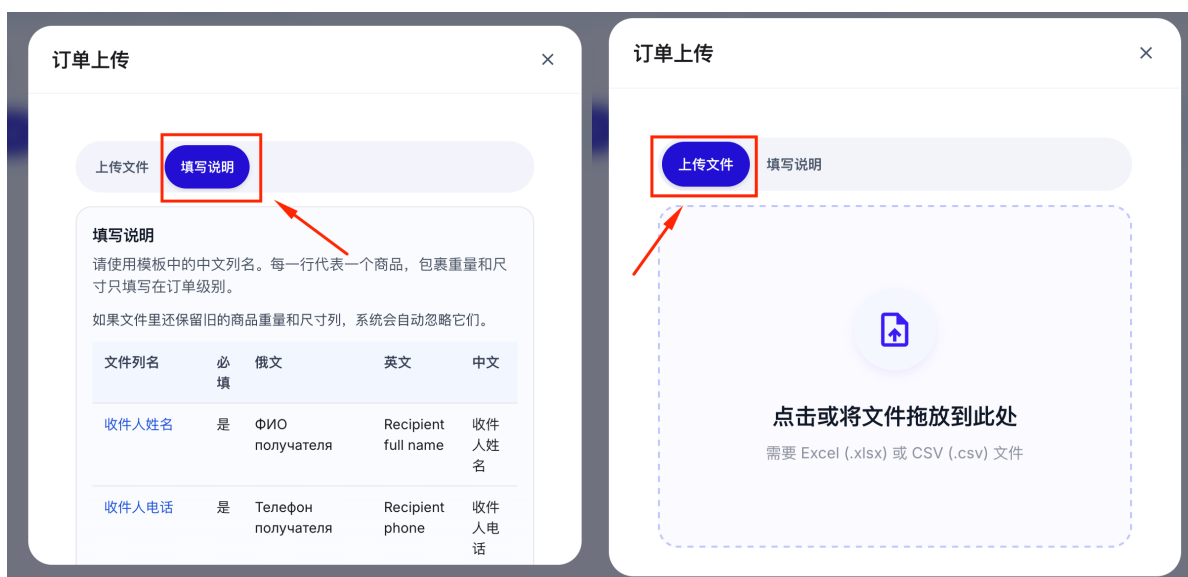 订单上传
上传文件
填写说明
填写说明
请使用模板中的中文列名。每一行代表一个商品，包裹重量和尺
寸只填写在订单级别。
如果文件里还保留旧的商品重量和尺寸列，系统会自动忽略它们。
文件列名
必
填
俄文
英文
中文
收件人姓名
是
ФИО
получателя
Recipient
full name
收件
人姓
名
收件人电话
是
Телефон
получателя
Recipient
phone
收件
人电
话
订单上传
上传文件
填写说明
点击或将文件拖放到此处
需要 Excel (.xlsx) 或 CSV (.csv) 文件